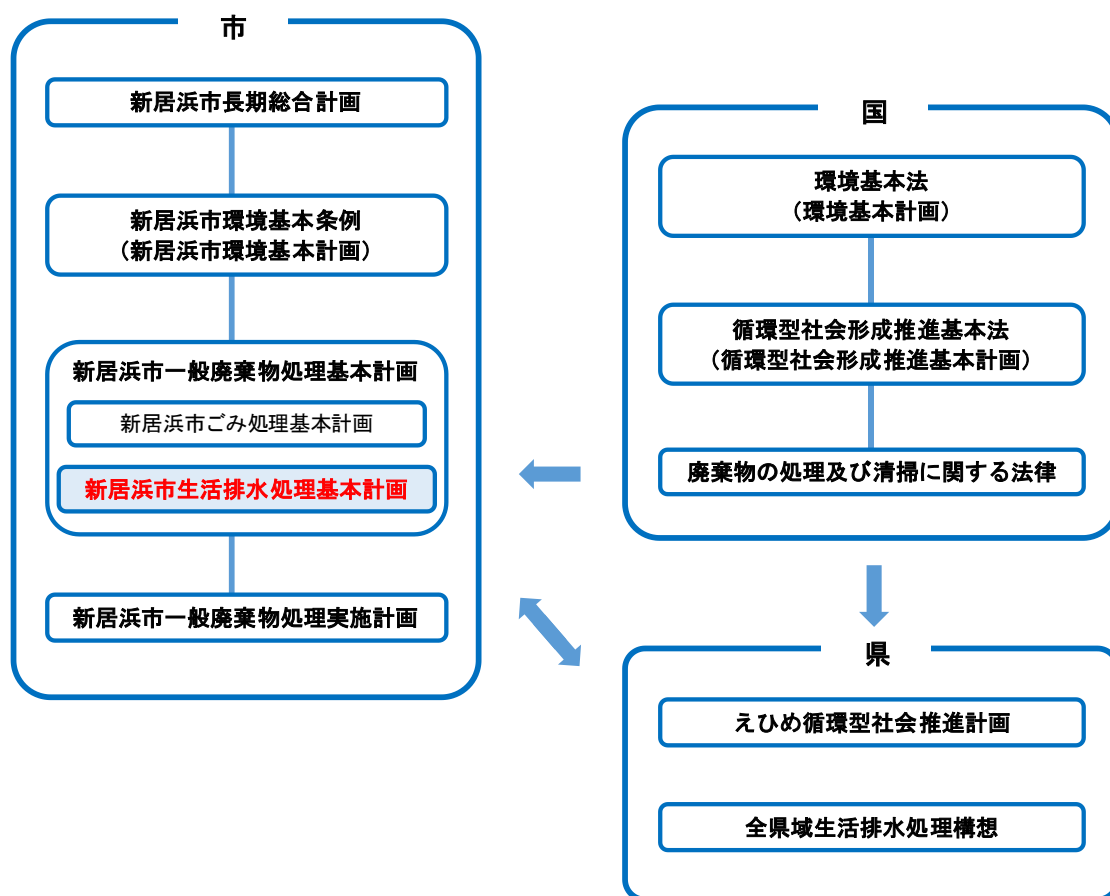 市
新居浜市長期総合計画
新居浜市環境基本条例
（新居浜市環境基本計画）
新居浜市一般廃棄物処理基本計画
新居浜市ごみ処理基本計画
新居浜市生活排水処理基本計画
新居浜市一般廃棄物処理実施計画
国
環境基本法
（環境基本計画）
循環型社会形成推進基本法
（循環型社会形成推進基本計画）
廃棄物の処理及び清掃に関する法律
県
えひめ循環型社会推進計画
全県域生活排水処理構想